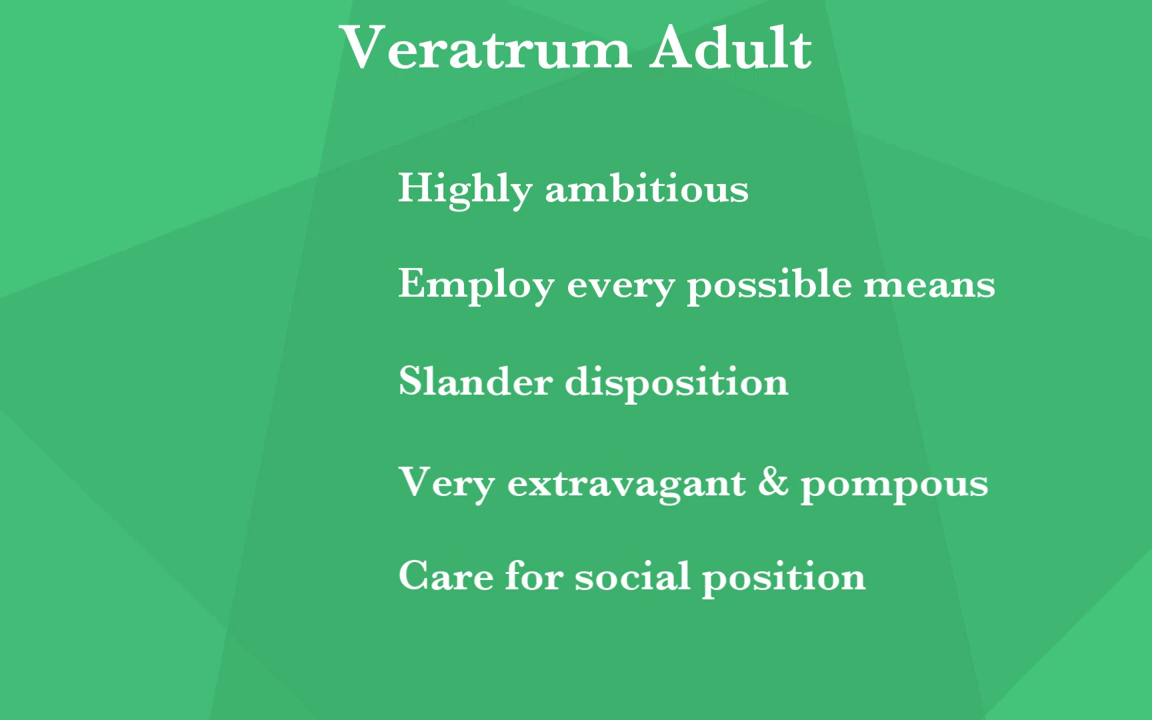 Veratrum Adult
Highly ambitious
Employ every possible means
Slander disposition
Very extravagant & pompous
Care for social position